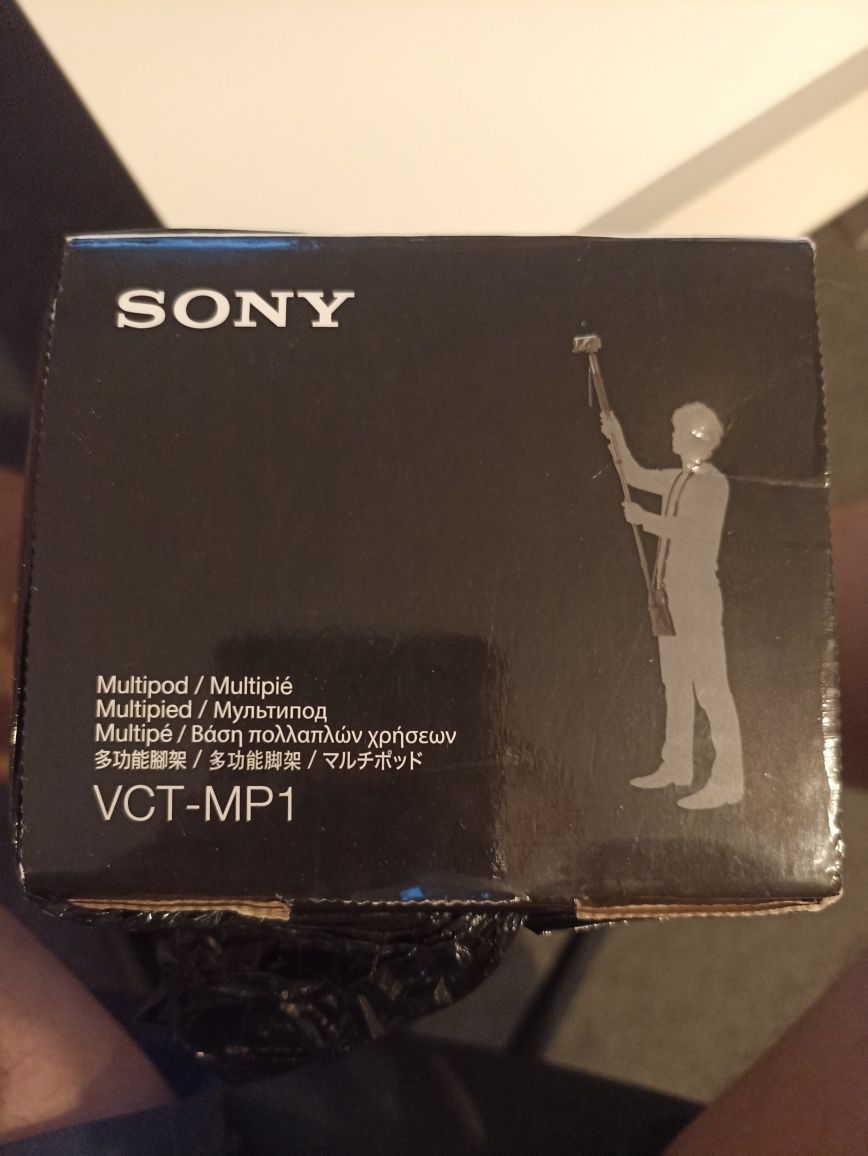 SONY
Multipod / Multipié
Multipied / Мультипод
Multipé / Βάση πολλαπλών χρήσεων
多功能腳架 / 多功能脚架 / マルチポッド
VCT-MP1